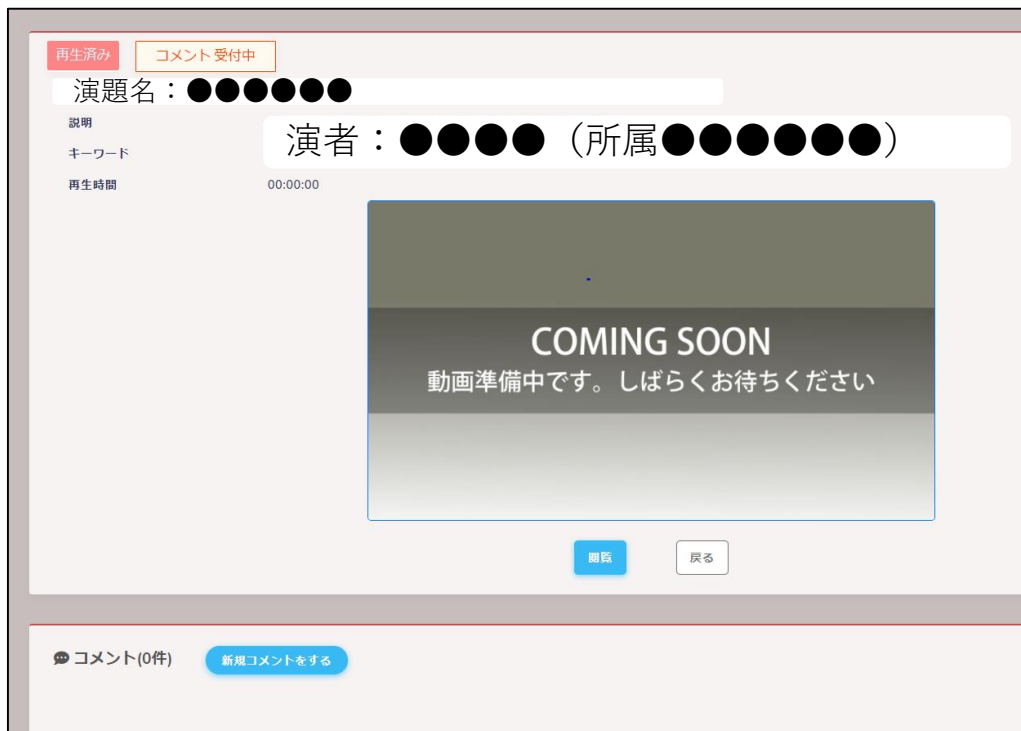 再生済み コメント 受付中
演題名：●●●●●●
説明
演者：●●●●（所属●●●●●●）
キーワード
再生時間 00:00:00
COMING SOON
動画準備中です。しばらくお待ちください
閲覧 戻る
コメント(0件) 新規コメントをする